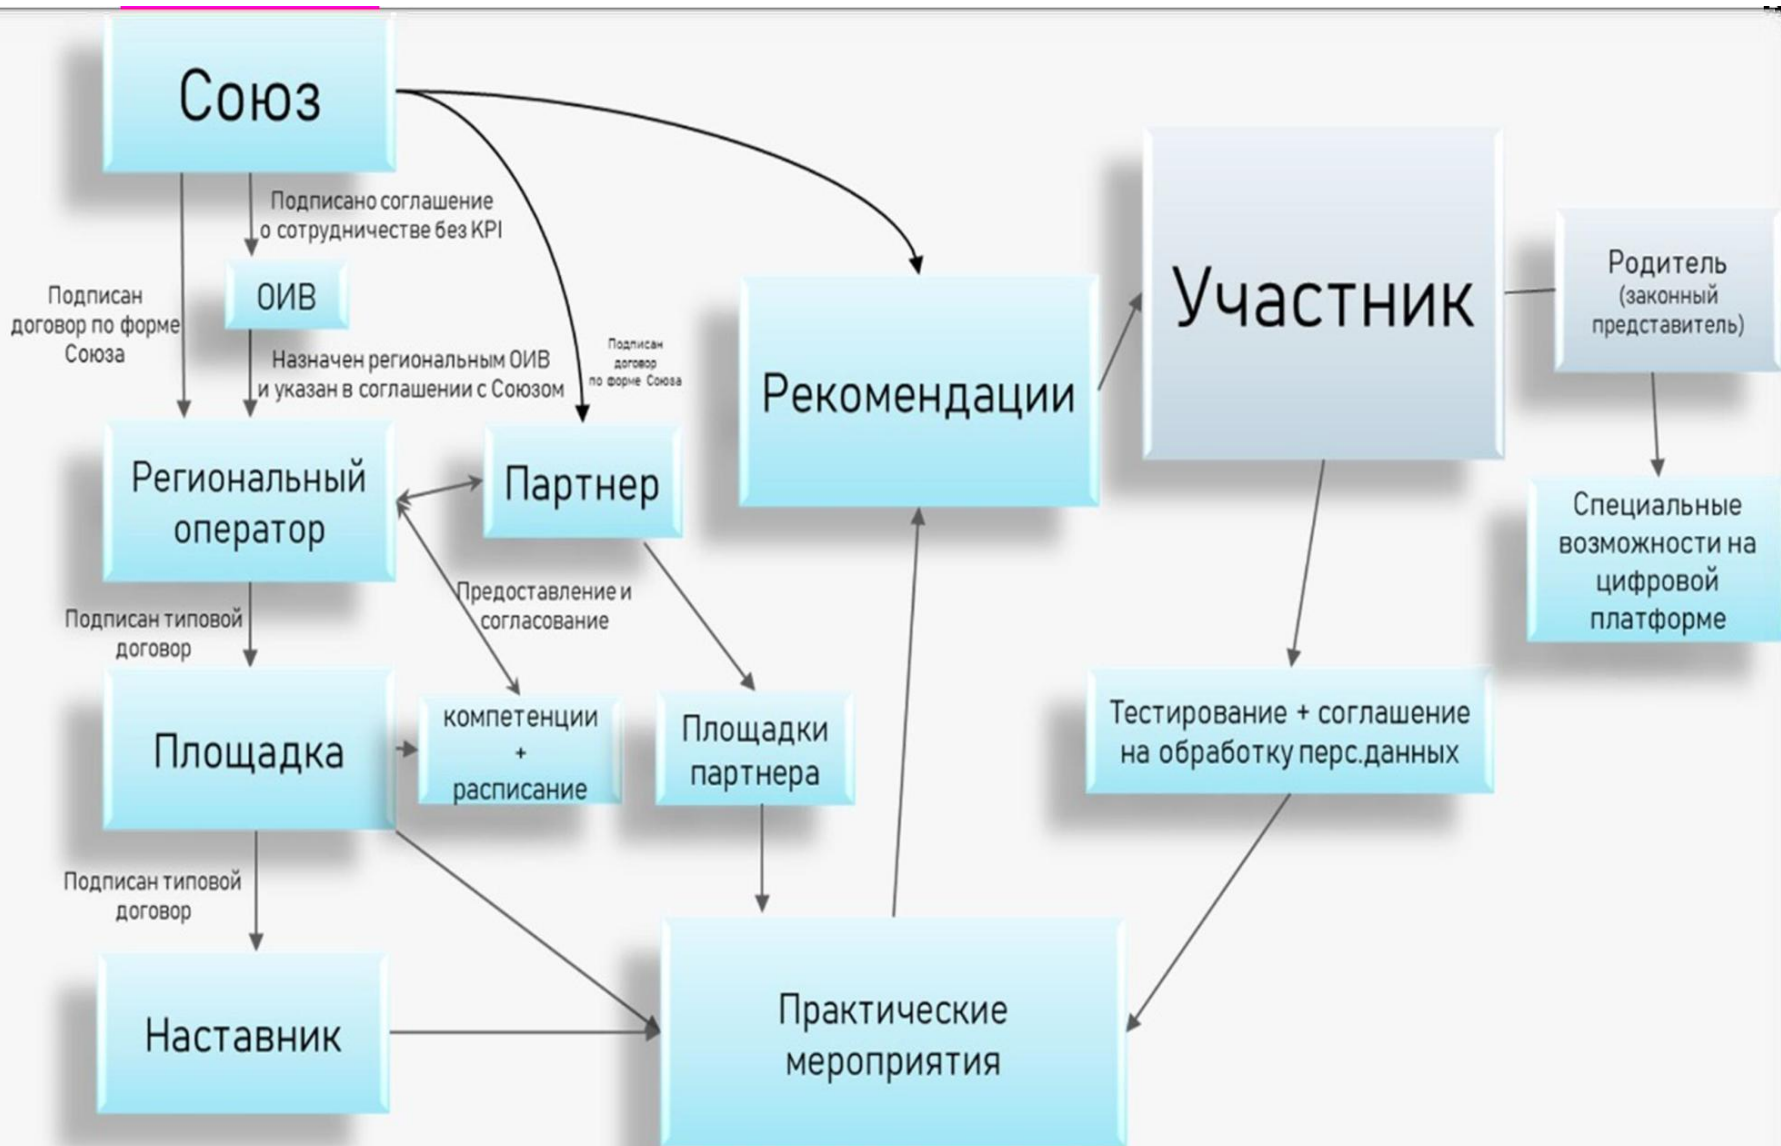 Союз
Подписано соглашение
о сотрудничестве без KPI
Подписан
договор по форме
Союза
ОИВ
Назначен региональным ОИВ
и указан в соглашении с Союзом
Подписан
договор
по форме Союза
Региональный
оператор
Партнер
Рекомендации
Участник
Родитель
(законный
представитель)
Специальные
возможности на
цифровой
платформе
Предоставление и
согласование
Подписан типовой
договор
Площадка
компетенции
+
расписание
Площадки
партнера
Тестирование + соглашение
на обработку перс.данных
Подписан типовой
договор
Наставник
Практические
мероприятия